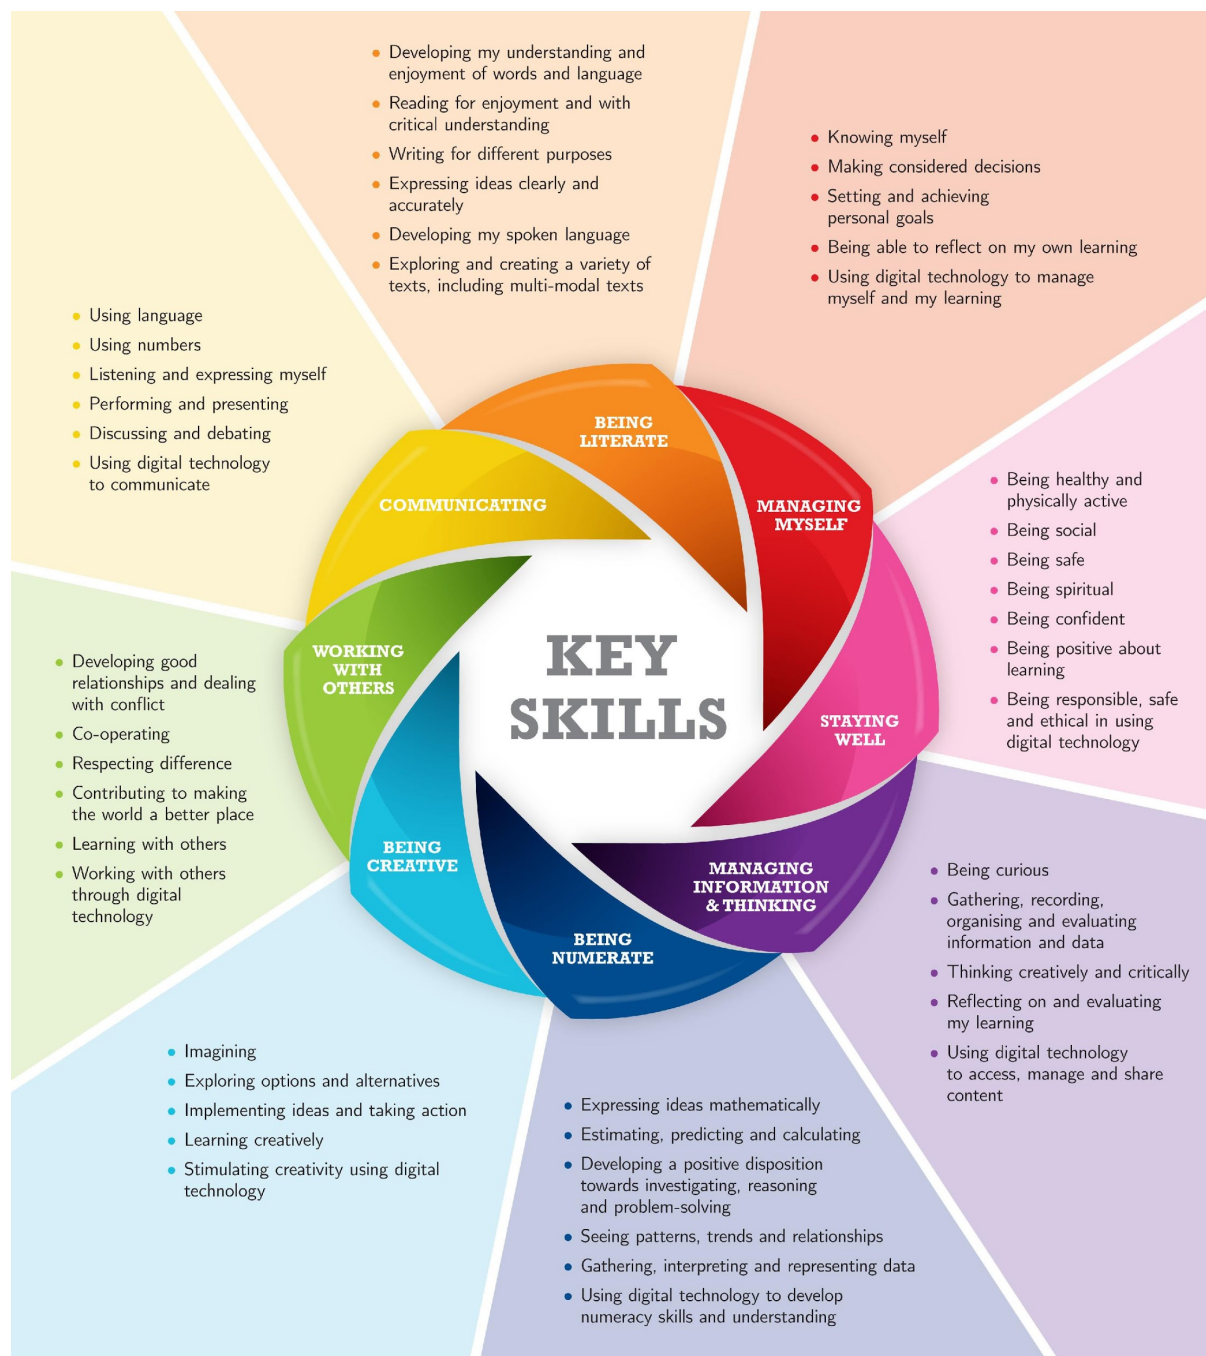 • Developing my understanding and
enjoyment of words and language
• Reading for enjoyment and with
critical understanding
• Writing for different purposes
• Expressing ideas clearly and
accurately
• Developing my spoken language
• Exploring and creating a variety of
texts, including multi-modal texts
• Knowing myself
• Making considered decisions
• Setting and achieving
personal goals
• Being able to reflect on my own learning
• Using digital technology to manage
myself and my learning
• Using language
• Using numbers
• Listening and expressing myself
• Performing and presenting
• Discussing and debating
• Using digital technology
to communicate
BEING
LITERATE
COMMUNICATING
MANAGING
MYSELF
• Being healthy and
physically active
• Being social
• Being safe
• Being spiritual
• Being confident
• Being positive about
learning
• Being responsible, safe
and ethical in using
digital technology
WORKING
WITH
OTHERS
KEY
SKILLS
STAYING
WELL
• Developing good
relationships and dealing
with conflict
• Co-operating
• Respecting difference
• Contributing to making
the world a better place
• Learning with others
• Working with others
through digital
technology
BEING
CREATIVE
MANAGING
INFORMATION
& THINKING
BEING
NUMERATE
• Being curious
• Gathering, recording,
organising and evaluating
information and data
• Thinking creatively and critically
• Reflecting on and evaluating
my learning
• Using digital technology
to access, manage and share
content
• Imagining
• Exploring options and alternatives
• Implementing ideas and taking action
• Learning creatively
• Stimulating creativity using digital
technology
• Expressing ideas mathematically
• Estimating, predicting and calculating
• Developing a positive disposition
towards investigating, reasoning
and problem-solving
• Seeing patterns, trends and relationships
• Gathering, interpreting and representing data
• Using digital technology to develop
numeracy skills and understanding